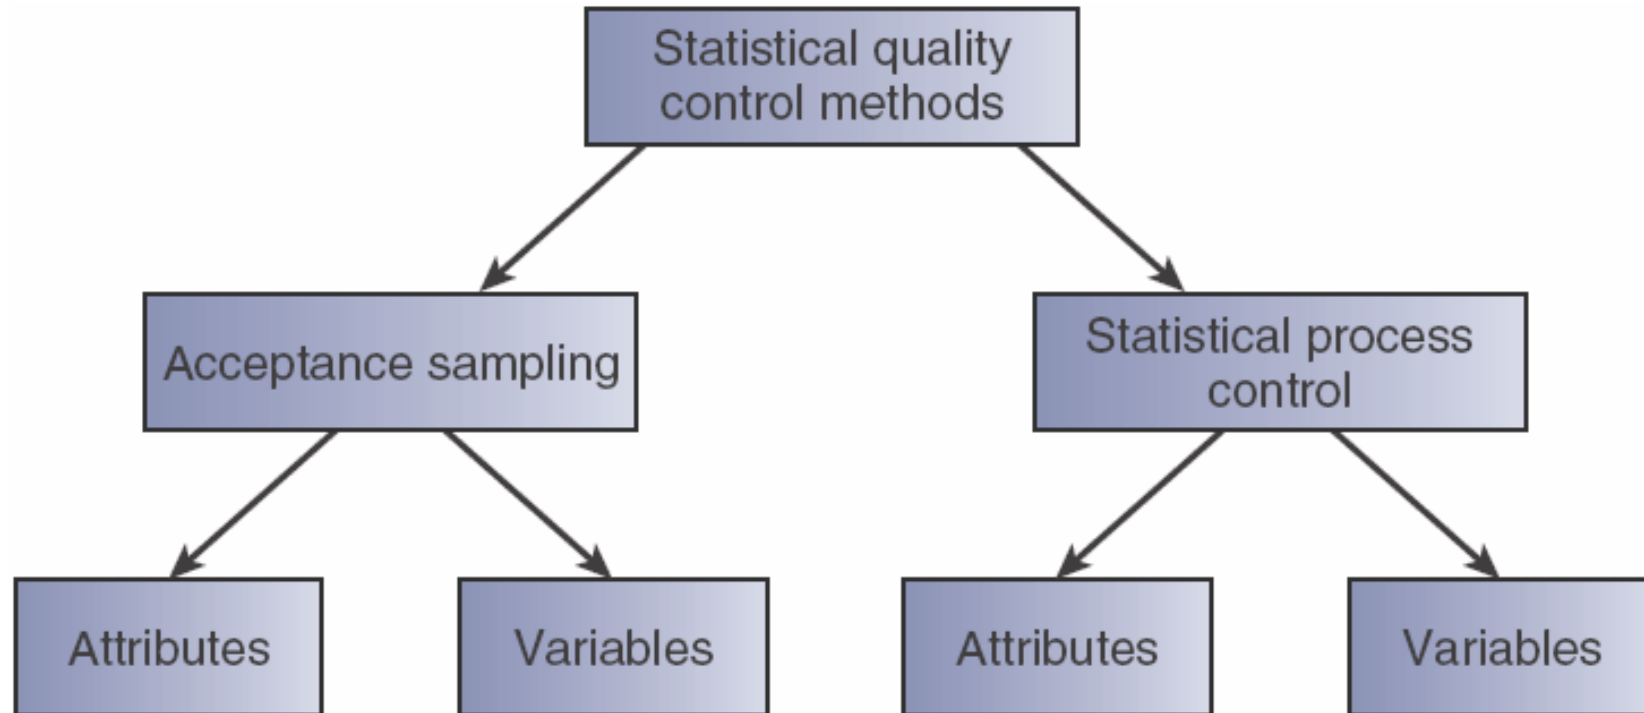 Statistical quality
control methods
Acceptance sampling
Statistical process
control
Attributes
Variables
Attributes
Variables